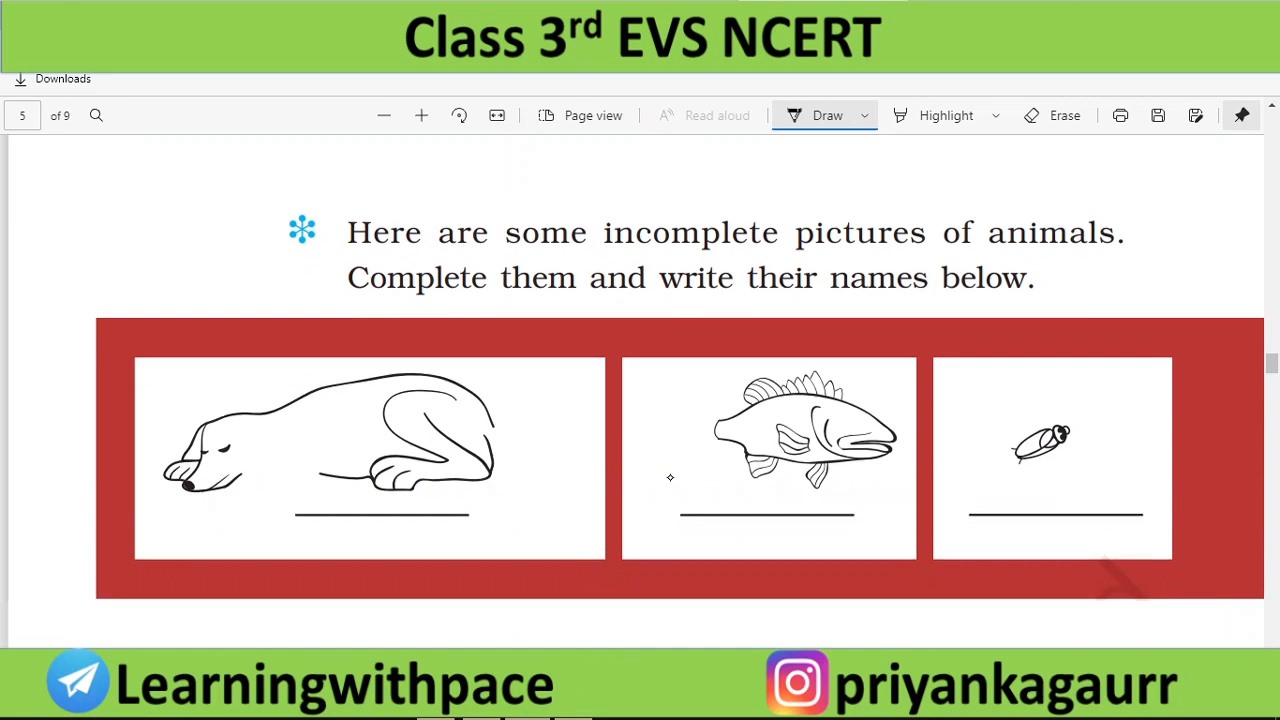 Class 3rd EVS NCERT
Downloads
5 of 9 Page view Read aloud Draw Highlight Erase
Here are some incomplete pictures of animals.
Complete them and write their names below.
Learningwithpace priyankagaurr